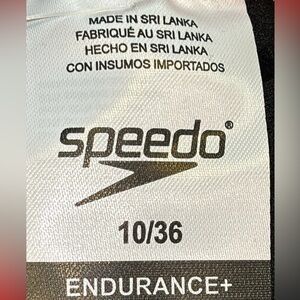 MADE IN SRI LANKA
FABRIQUÉ AU SRI LANKA
HECHO EN SRI LANKA
CON INSUMOS IMPORTADOS
speedo®
10/36
ENDURANCE+